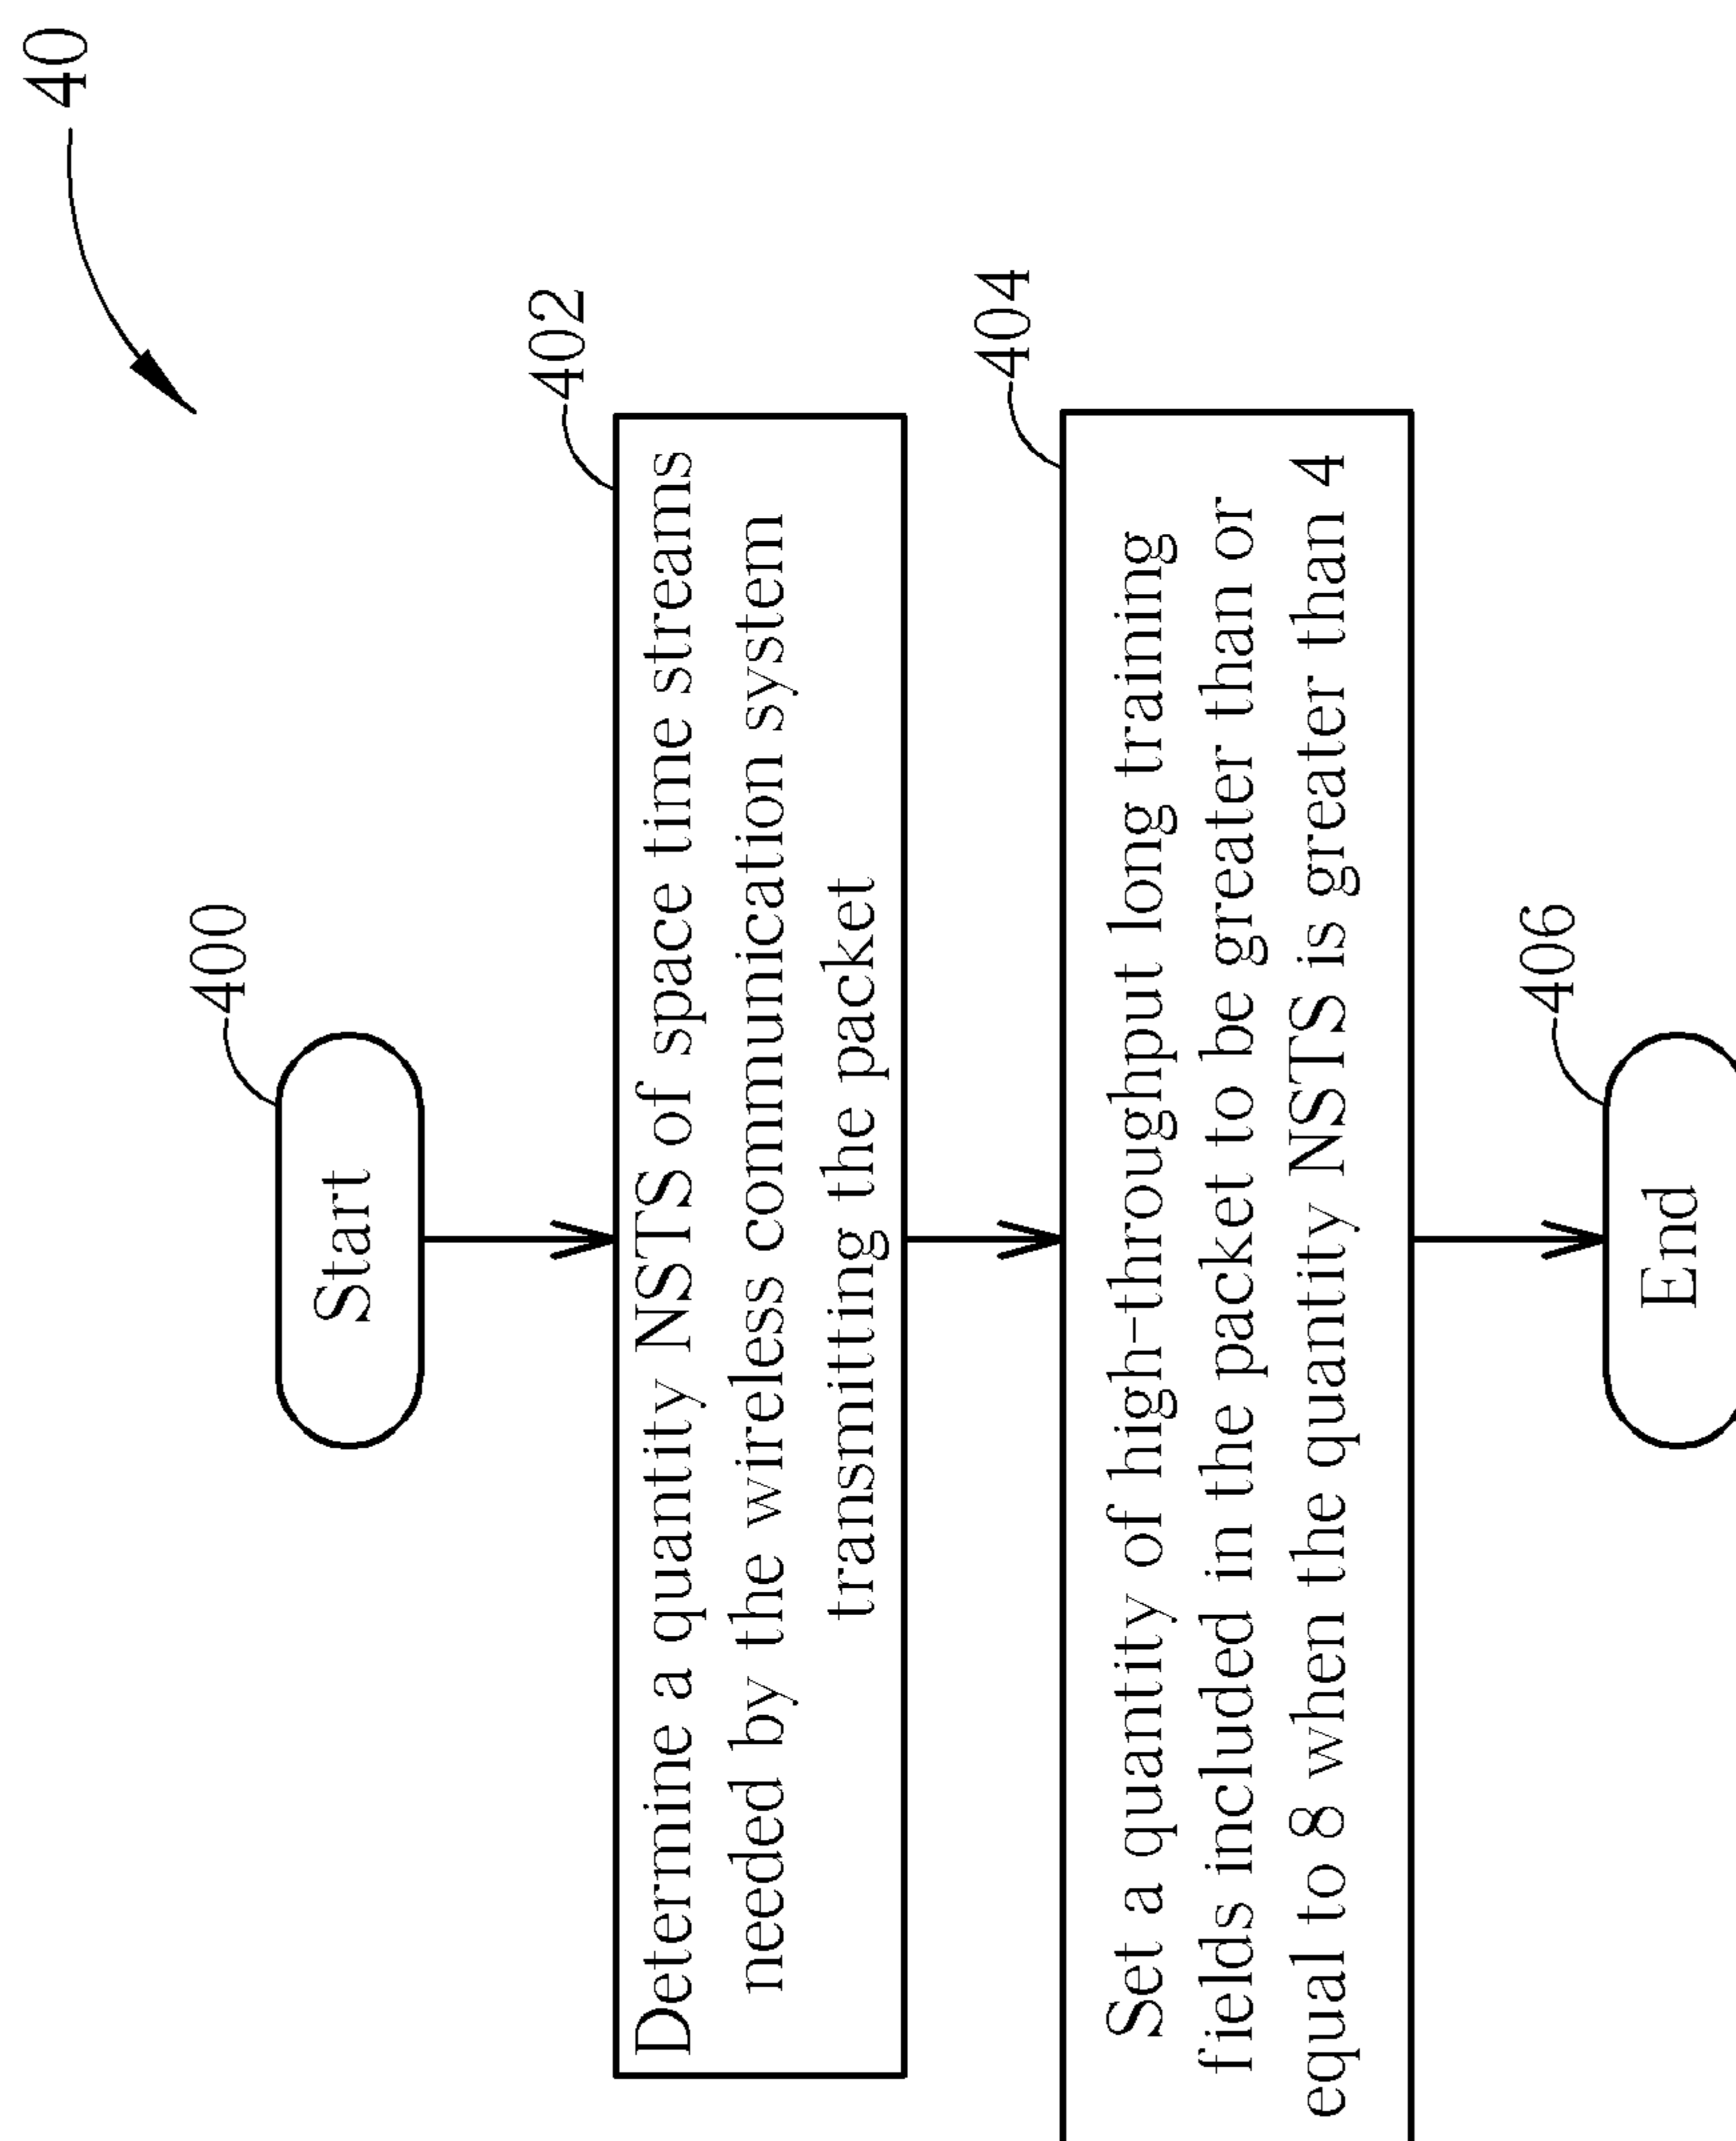 40
400
Start
402
Determine a quantity NSTS of space time streams
needed by the wireless communication system
transmitting the packet
404
Set a quantity of high-throughput long training
fields included in the packet to be greater than or
equal to 8 when the quantity NSTS is greater than 4
406
End